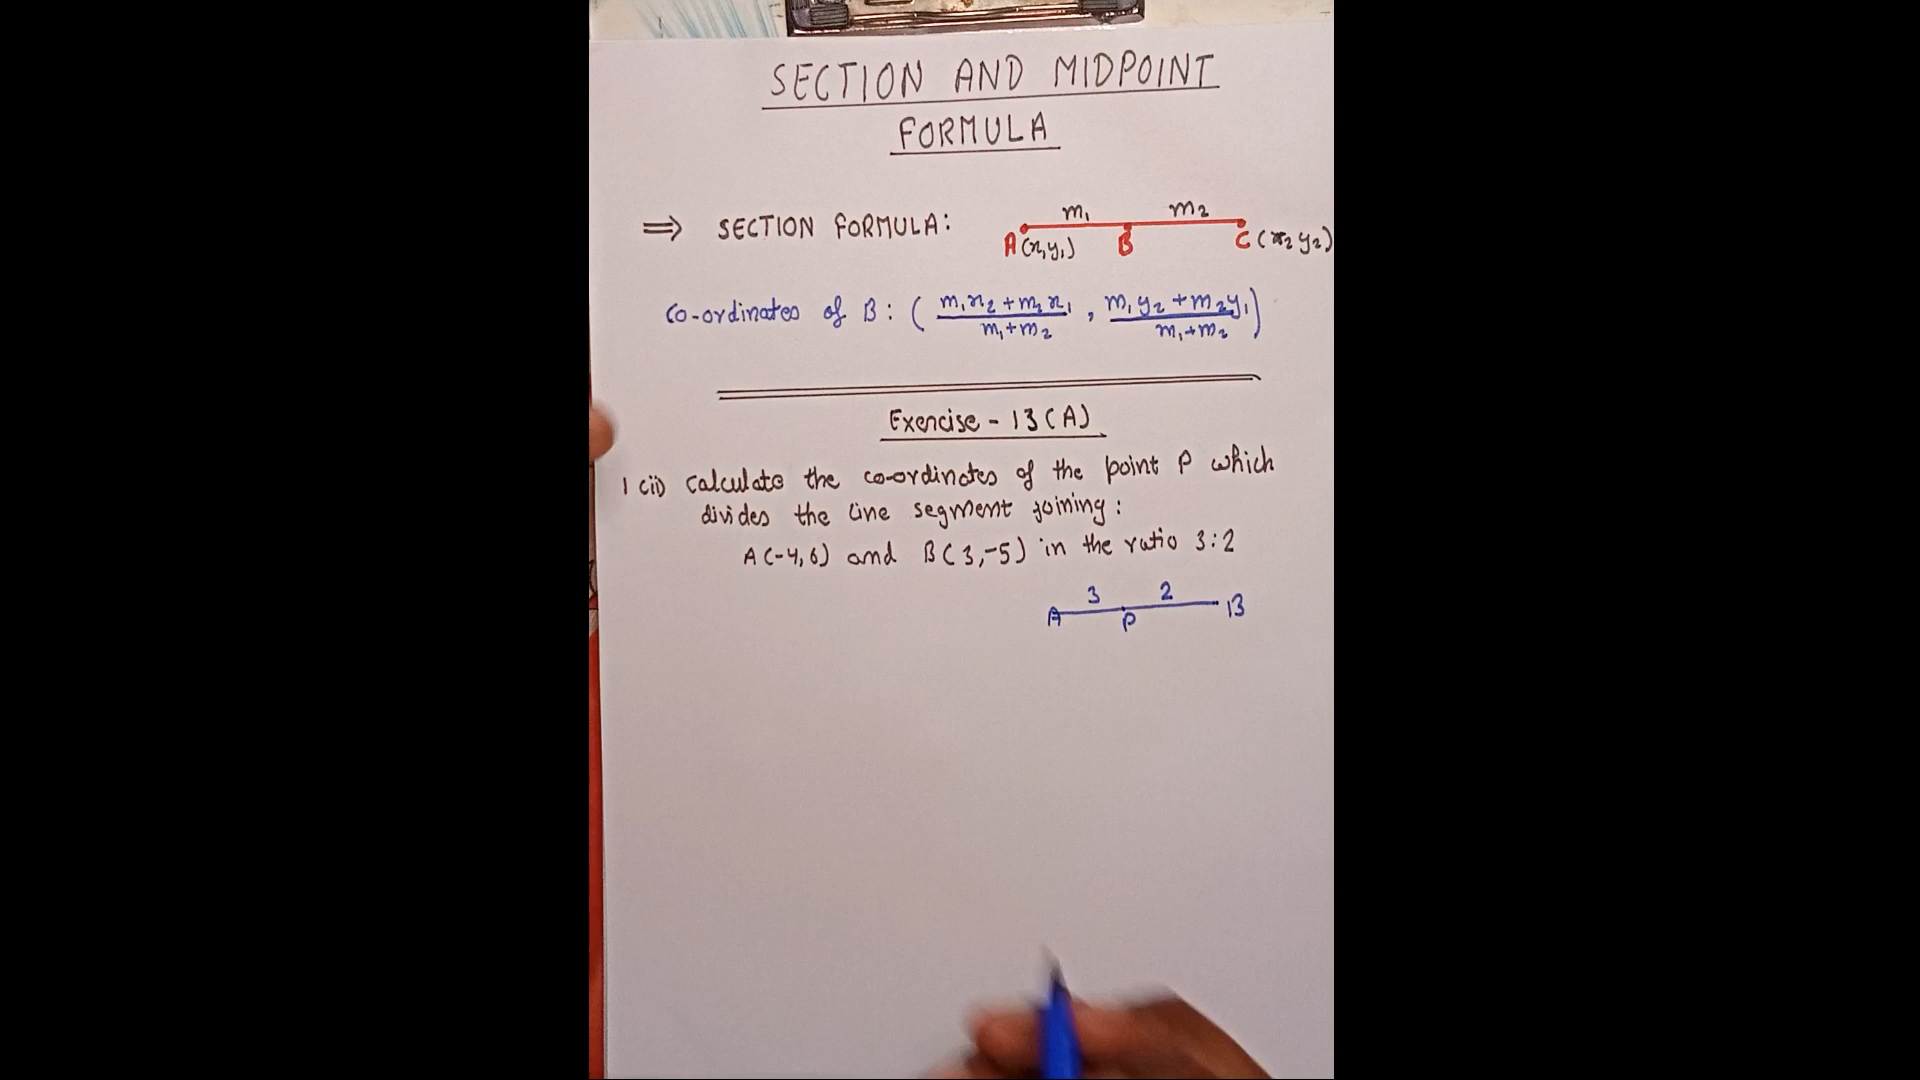 SECTION AND MIDPOINT
FORMULA
⇒ SECTION FORMULA:
m₁ m₂
A(x₁y₁) B C(x₂ y₂)
Co-ordinates of B: ( m₁x₂+m₂x₁ / m₁+m₂ , m₁y₂+m₂y₁ / m₁+m₂ )
Exercise - 13(A)
1 (ii) Calculate the co-ordinates of the point P which
divides the line segment joining:
A(-4,6) and B(3,-5) in the ratio 3:2
3 2
A P B